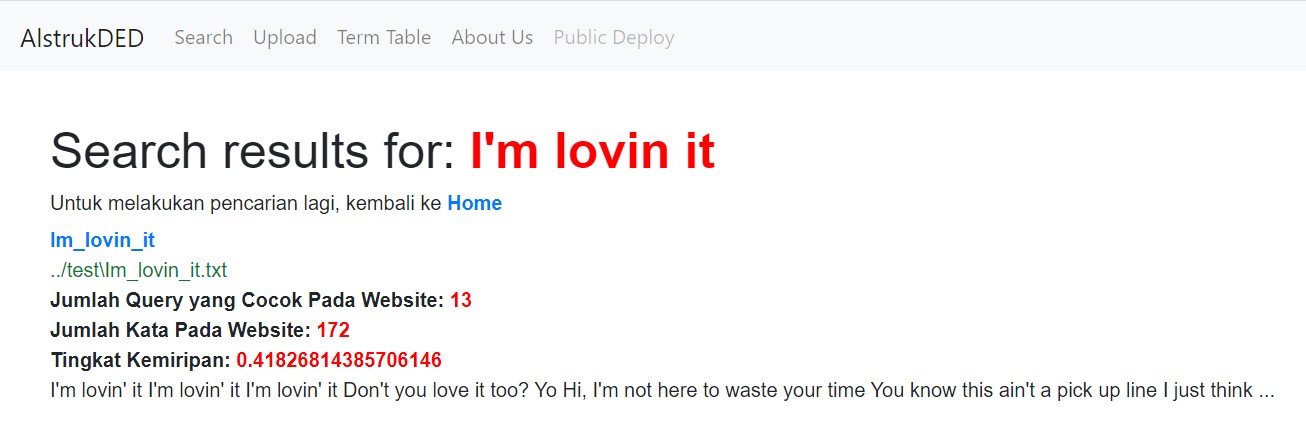 AlstrukDED Search Upload Term Table About Us Public Deploy
Search results for: I'm lovin it
Untuk melakukan pencarian lagi, kembali ke Home
Im_lovin_it
../test\Im_lovin_it.txt
Jumlah Query yang Cocok Pada Website: 13
Jumlah Kata Pada Website: 172
Tingkat Kemiripan: 0.41826814385706146
I'm lovin' it I'm lovin' it I'm lovin' it Don't you love it too? Yo Hi, I'm not here to waste your time You know this ain't a pick up line I just think ...